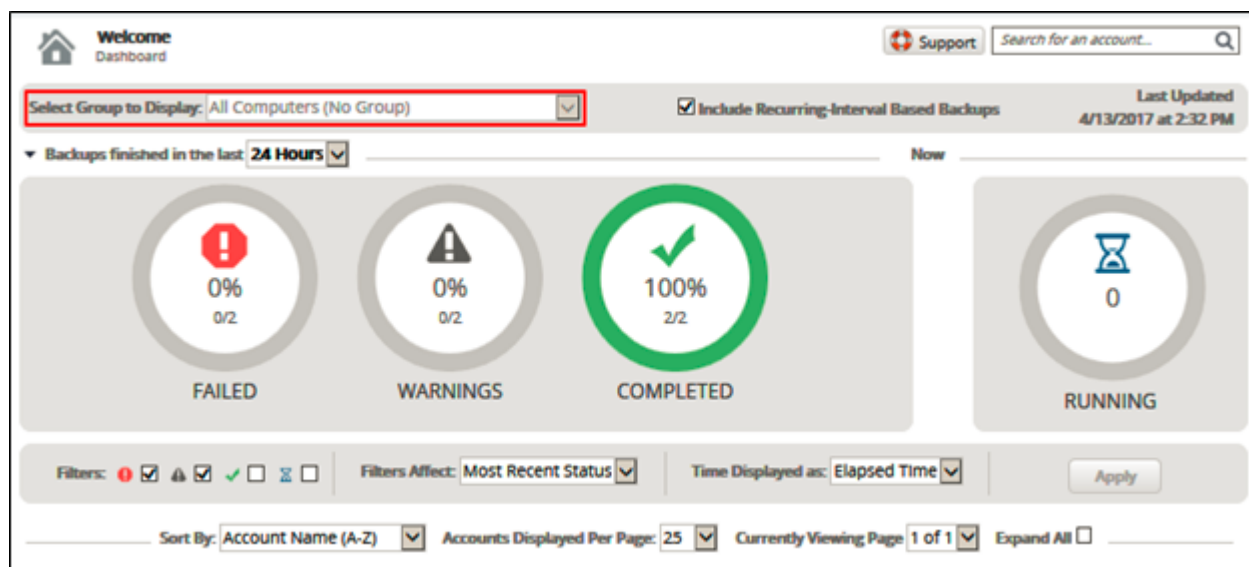 Welcome
Dashboard
Support
Search for an account...
Select Group to Display: All Computers (No Group)
Include Recurring-Interval Based Backups
Last Updated
4/13/2017 at 2:32 PM
Backups finished in the last 24 Hours
Now
0%
0/2
FAILED
0%
0/2
WARNINGS
100%
2/2
COMPLETED
0
RUNNING
Filters:
Filters Affect: Most Recent Status
Time Displayed as: Elapsed Time
Apply
Sort By: Account Name (A-Z)
Accounts Displayed Per Page: 25
Currently Viewing Page 1 of 1
Expand All